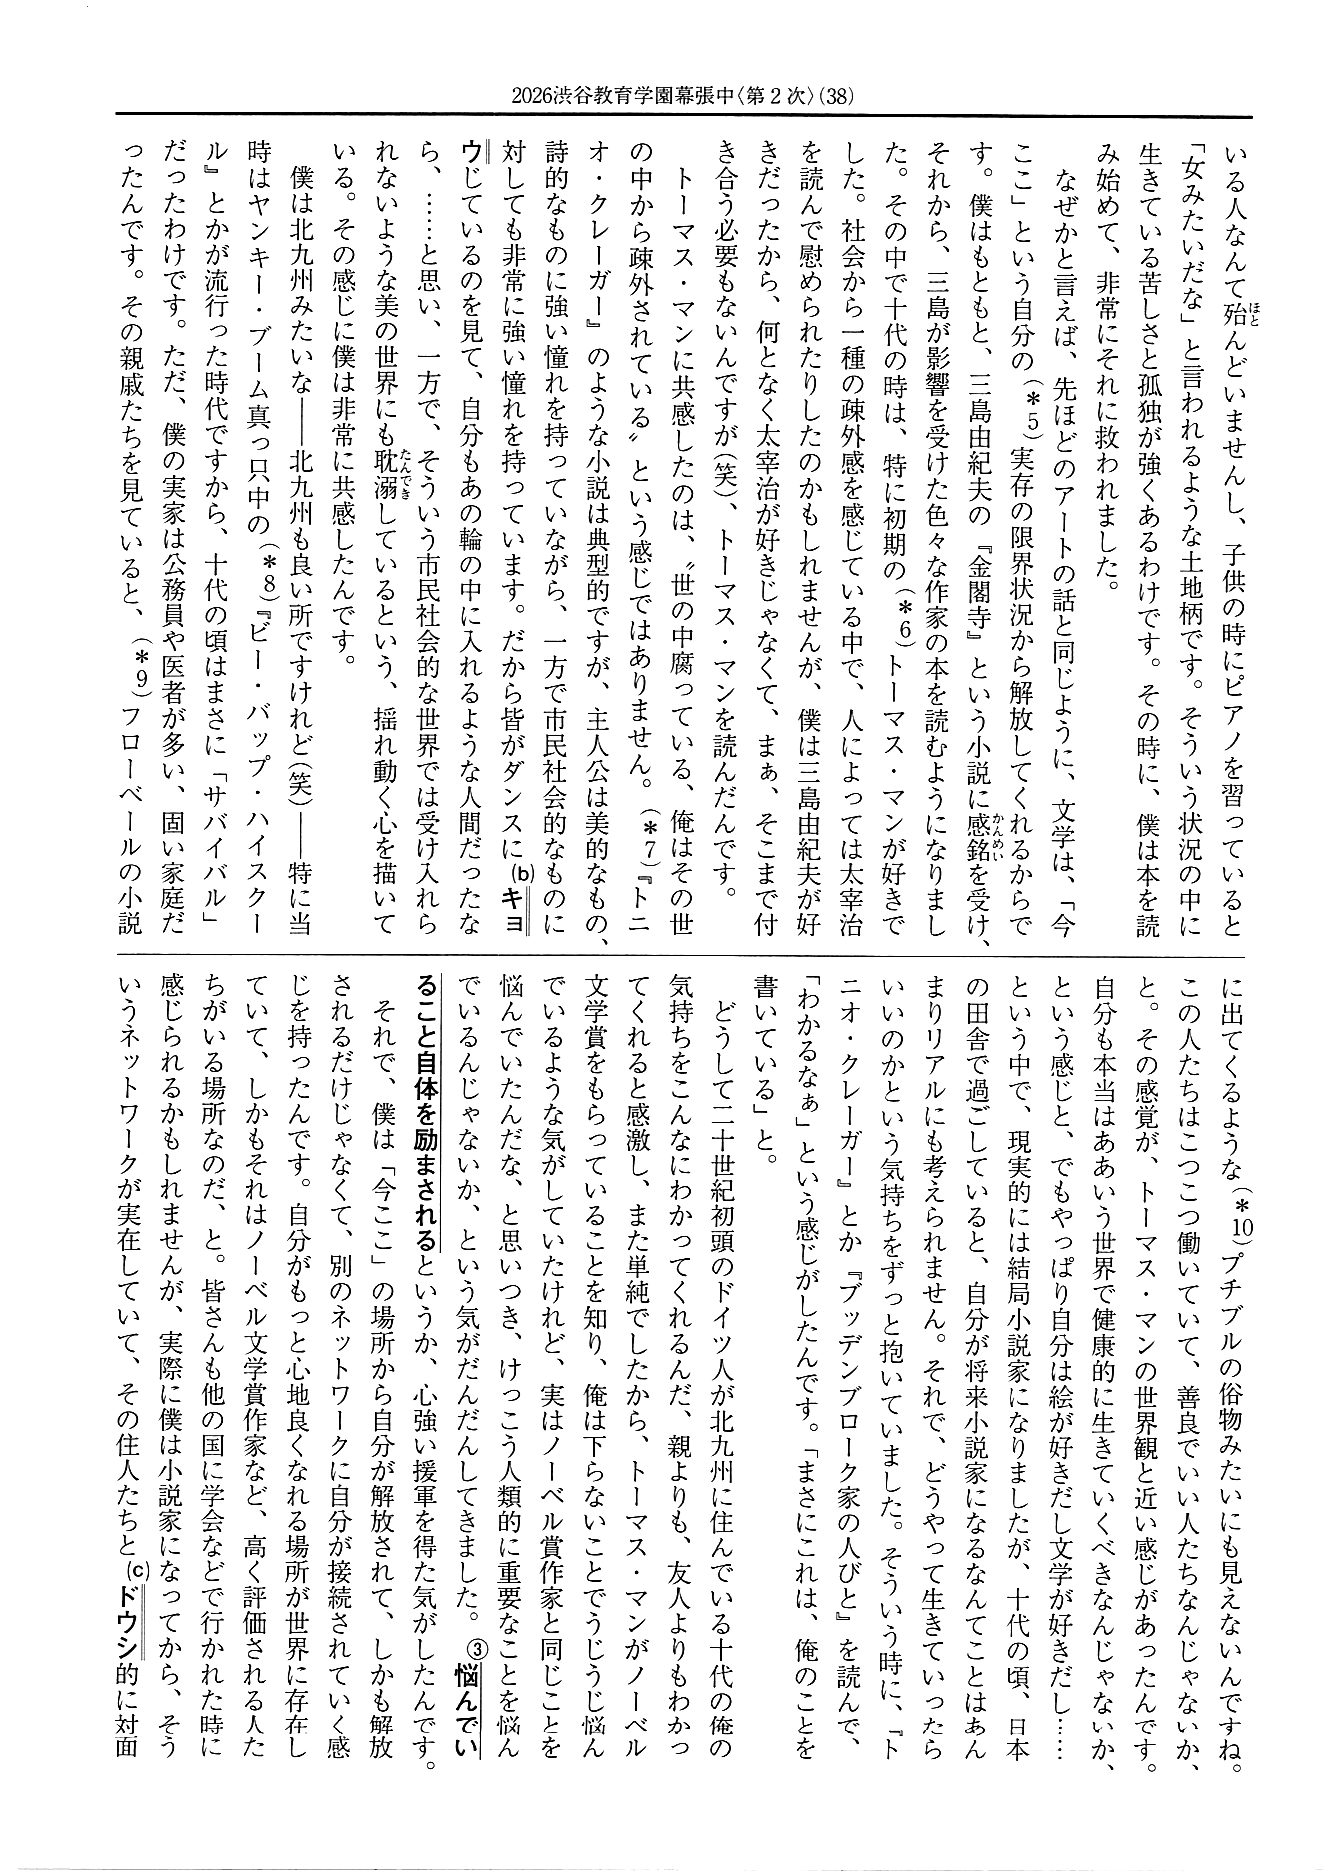 2026渋谷教育学園幕張中〈第2次〉(38)
いる人なんて殆んどいませんし、子供の時にピアノを習っていると
ほと
「女みたいだな」と言われるような土地柄です。そういう状況の中に
生きている苦しさと孤独が強くあるわけです。その時に、僕は本を読
み始めて、非常にそれに救われました。
なぜかと言えば、先ほどのアートの話と同じように、文学は、「今
ここ」という自分の(＊5)実存の限界状況から解放してくれるからで
す。僕はもともと、三島由紀夫の『金閣寺』という小説に感銘を受け、
かんめい
それから、三島が影響を受けた色々な作家の本を読むようになりまし
た。その中で十代の時は、特に初期の(＊6)トーマス・マンが好きで
した。社会から一種の疎外感を感じている中で、人によっては太宰治
を読んで慰められたりしたのかもしれませんが、僕は三島由紀夫が好
きだったから、何となく太宰治が好きじゃなくて、まぁ、そこまで付
き合う必要もないんですが(笑)、トーマス・マンを読んだんです。
トーマス・マンに共感したのは、〝世の中腐っている、俺はその世
の中から疎外されている〟という感じではありません。(＊7)『トニ
オ・クレーガー』のような小説は典型的ですが、主人公は美的なもの、
詩的なものに強い憧れを持っていながら、一方で市民社会的なものに
対しても非常に強い憧れを持っています。だから皆がダンスに(b)キョ
ウじているのを見て、自分もあの輪の中に入れるような人間だったな
ら、……と思い、一方で、そういう市民社会的な世界では受け入れら
れないような美の世界にも耽溺しているという、揺れ動く心を描いて
たんでき
いる。その感じに僕は非常に共感したんです。
僕は北九州みたいな――北九州も良い所ですけれど(笑)――特に当
時はヤンキー・ブーム真っ只中の(＊8)『ビー・バップ・ハイスクー
ル』とかが流行った時代ですから、十代の頃はまさに「サバイバル」
だったわけです。ただ、僕の実家は公務員や医者が多い、固い家庭だ
ったんです。その親戚たちを見ていると、(＊9)フローベールの小説
に出てくるような(＊10)プチブルの俗物みたいにも見えないんですね。
この人たちはこつこつ働いていて、善良でいい人たちなんじゃないか、
と。その感覚が、トーマス・マンの世界観と近い感じがあったんです。
自分も本当はああいう世界で健康的に生きていくべきなんじゃないか、
という感じと、でもやっぱり自分は絵が好きだし文学が好きだし……
という中で、現実的には結局小説家になりましたが、十代の頃、日本
の田舎で過ごしていると、自分が将来小説家になるなんてことはあん
まりリアルにも考えられません。それで、どうやって生きていったら
いいのかという気持ちをずっと抱いていました。そういう時に、『ト
ニオ・クレーガー』とか『ブッデンブローク家の人びと』を読んで、
「わかるなぁ」という感じがしたんです。「まさにこれは、俺のことを
書いている」と。
どうして二十世紀初頭のドイツ人が北九州に住んでいる十代の俺の
気持ちをこんなにわかってくれるんだ、親よりも、友人よりもわかっ
てくれると感激し、また単純でしたから、トーマス・マンがノーベル
文学賞をもらっていることを知り、俺は下らないことでうじうじ悩ん
でいるような気がしていたけれど、実はノーベル賞作家と同じことを
悩んでいたんだな、と思いつき、けっこう人類的に重要なことを悩ん
でいるんじゃないか、という気がだんだんしてきました。③悩んでい
ること自体を励まされるというか、心強い援軍を得た気がしたんです。
それで、僕は「今ここ」の場所から自分が解放されて、しかも解放
されるだけじゃなくて、別のネットワークに自分が接続されていく感
じを持ったんです。自分がもっと心地良くなれる場所が世界に存在し
ていて、しかもそれはノーベル文学賞作家など、高く評価される人た
ちがいる場所なのだ、と。皆さんも他の国に学会などで行かれた時に
感じられるかもしれませんが、実際に僕は小説家になってから、そう
いうネットワークが実在していて、その住人たちと(c)ドウシ的に対面